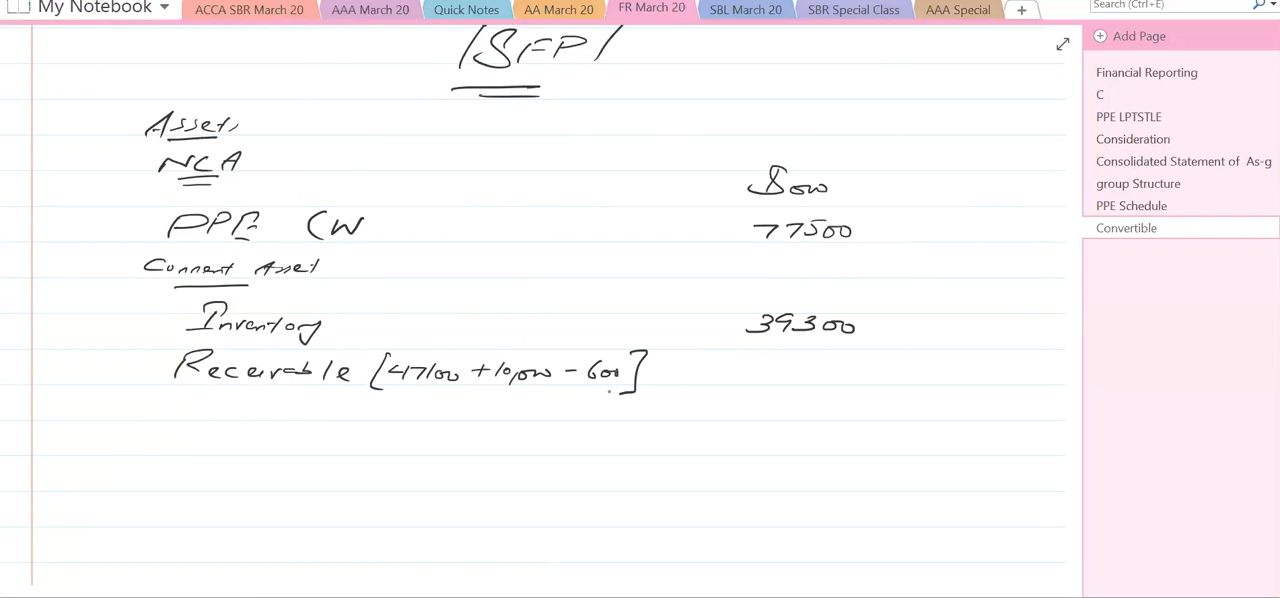 My Notebook
ACCA SBR March 20
AAA March 20
Quick Notes
AA March 20
FR March 20
SBL March 20
SBR Special Class
AAA Special
+
Search (Ctrl+E)
Add Page
Financial Reporting
C
PPE LPTSTLE
Consideration
Consolidated Statement of As-g
group Structure
PPE Schedule
Convertible
/SFP/
Assets
NCA
$000
PPE (W 77500
Current Asset
Inventory 39300
Receivable [47100 + 10,000 - 600]